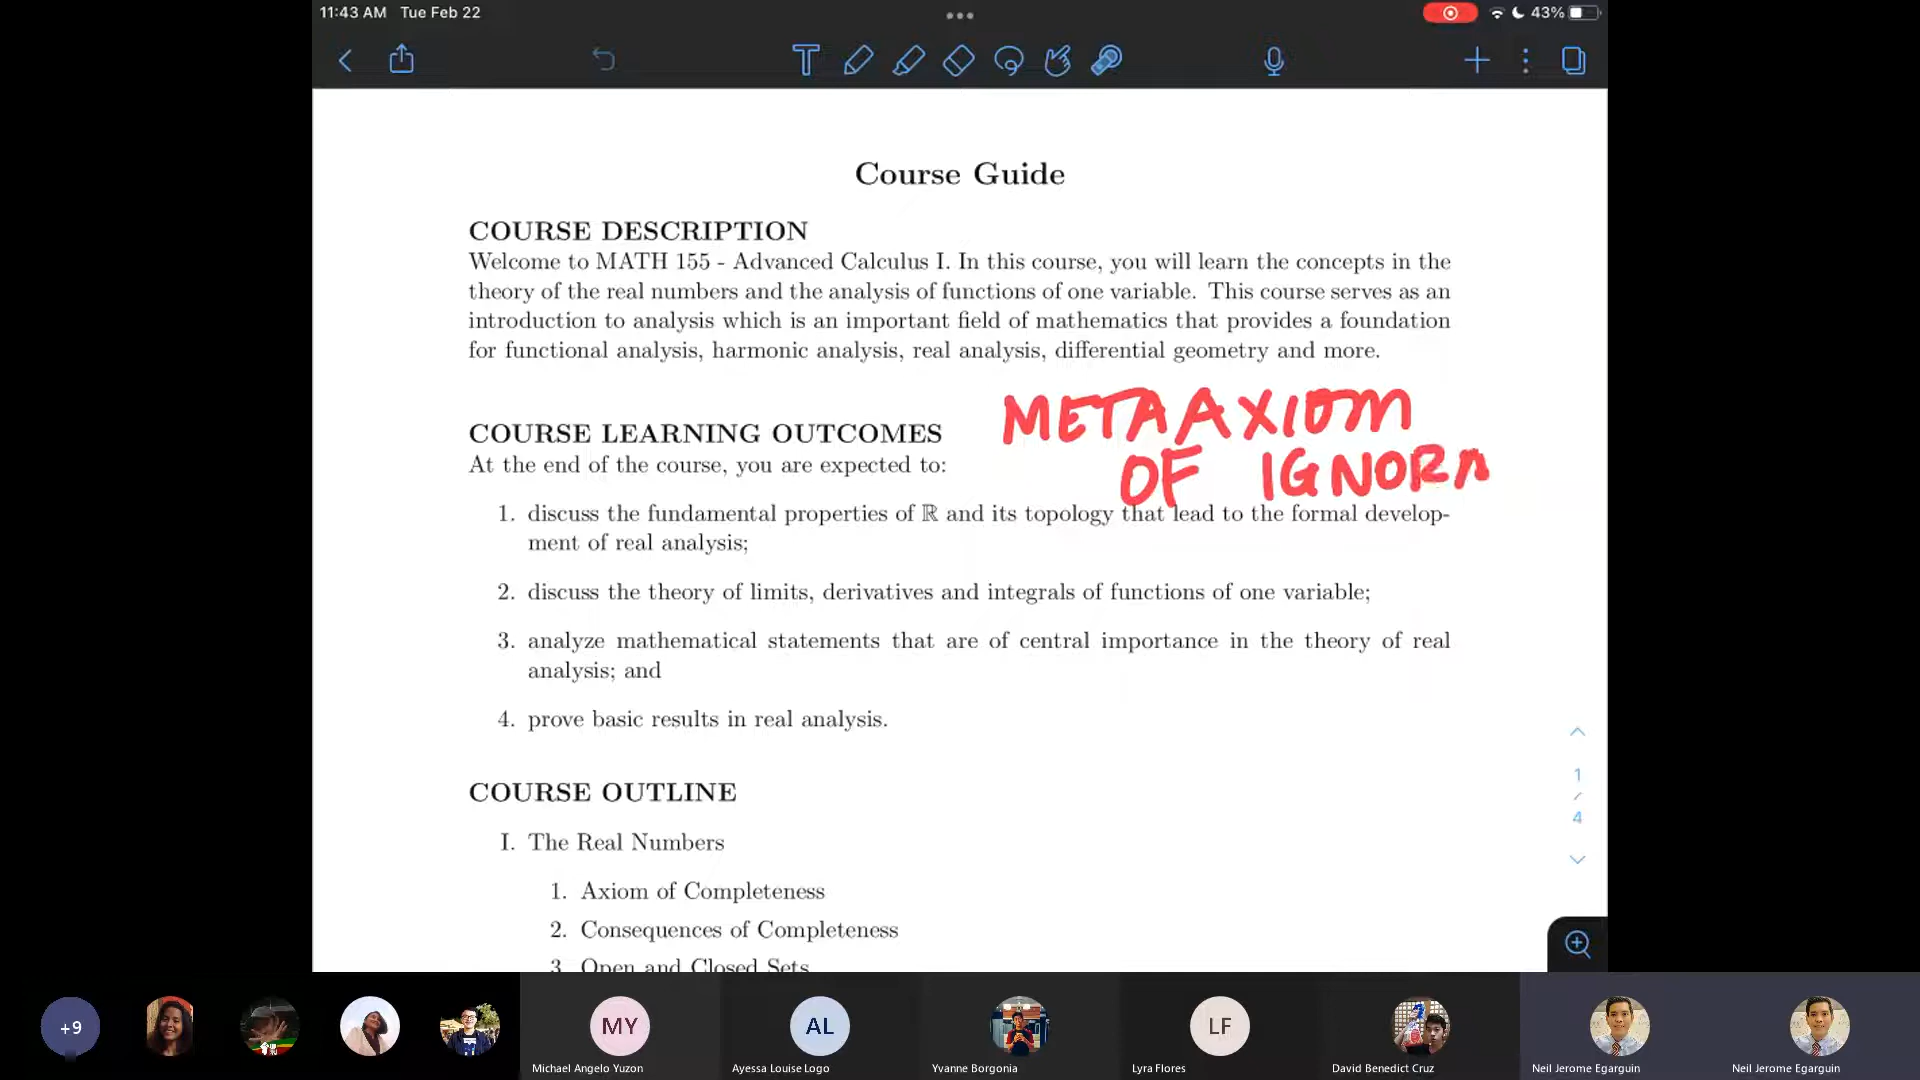 11:43 AM Tue Feb 22
43%
Course Guide
COURSE DESCRIPTION
Welcome to MATH 155 - Advanced Calculus I. In this course, you will learn the concepts in the
theory of the real numbers and the analysis of functions of one variable. This course serves as an
introduction to analysis which is an important field of mathematics that provides a foundation
for functional analysis, harmonic analysis, real analysis, differential geometry and more.
METAAXIOM
OF IGNORA
COURSE LEARNING OUTCOMES
At the end of the course, you are expected to:
1. discuss the fundamental properties of ℝ and its topology that lead to the formal develop-
ment of real analysis;
2. discuss the theory of limits, derivatives and integrals of functions of one variable;
3. analyze mathematical statements that are of central importance in the theory of real
analysis; and
4. prove basic results in real analysis.
COURSE OUTLINE
I. The Real Numbers
1. Axiom of Completeness
2. Consequences of Completeness
3 Open and Closed Sets
1
/
4
+9
MY
AL
LF
Michael Angelo Yuzon
Ayessa Louise Logo
Yvanne Borgonia
Lyra Flores
David Benedict Cruz
Neil Jerome Egarguin
Neil Jerome Egarguin